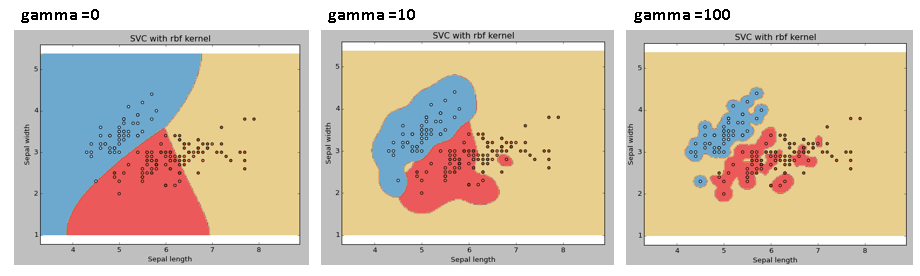 gamma =0
gamma =10
gamma =100
SVC with rbf kernel
SVC with rbf kernel
SVC with rbf kernel
Sepal width
5
4
3
2
1
4
5
6
7
8
Sepal length
Sepal width
5
4
3
2
1
4
5
6
7
8
Sepal length
Sepal width
5
4
3
2
1
4
5
6
7
8
Sepal length